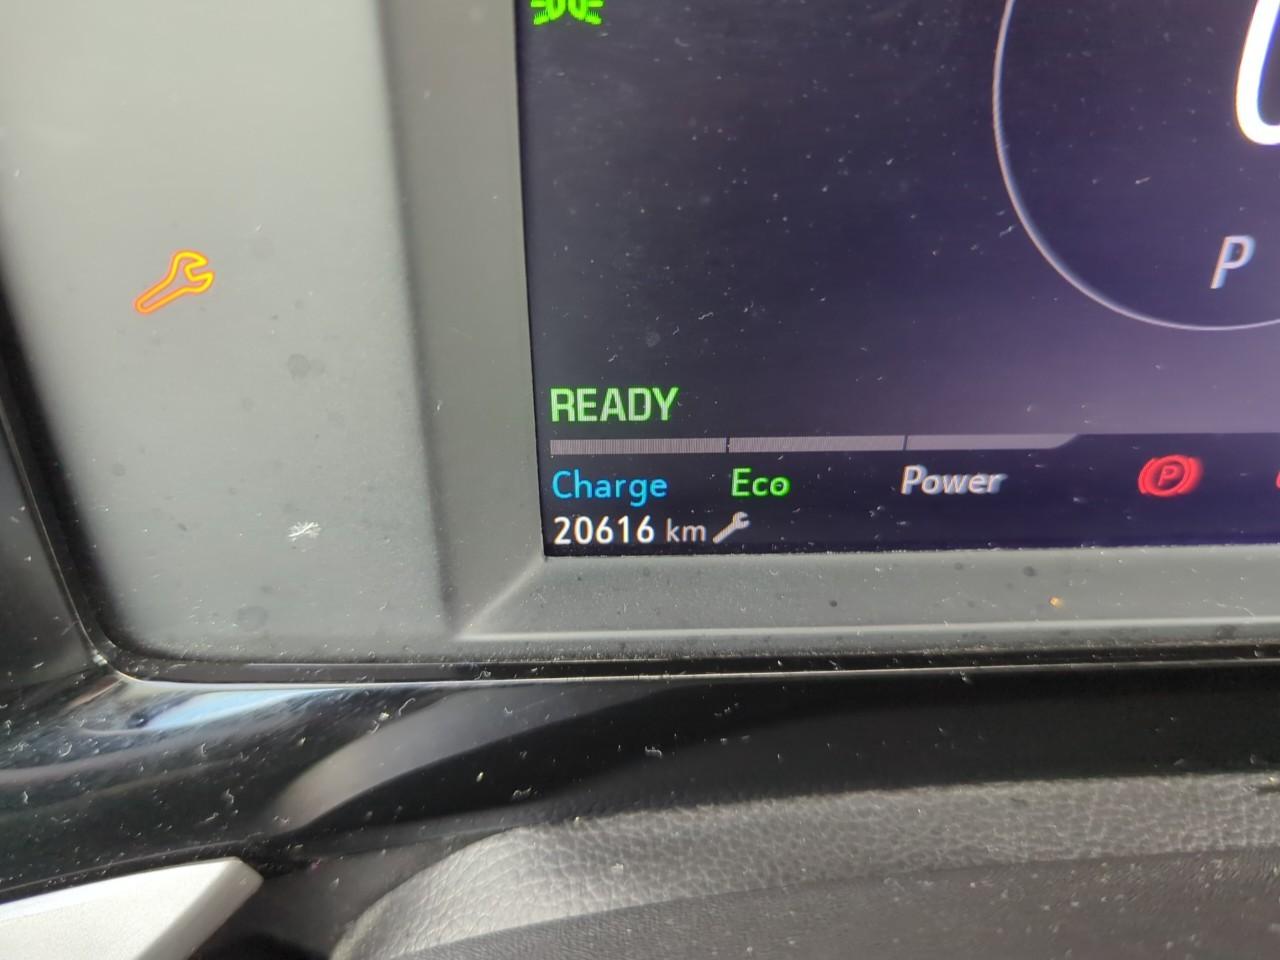 P
READY
Charge Eco Power P
20616 km